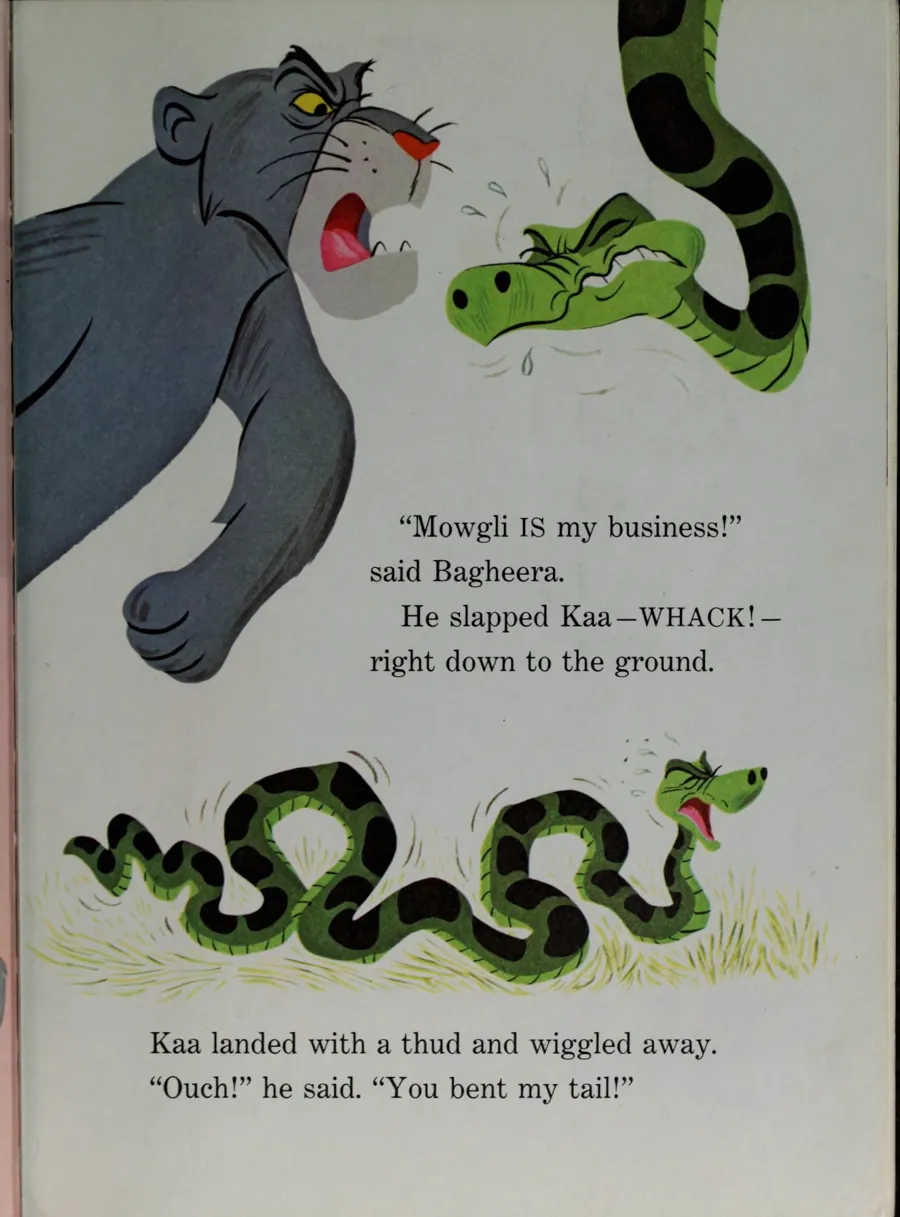 “Mowgli IS my business!”
said Bagheera.
He slapped Kaa—WHACK!—
right down to the ground.
Kaa landed with a thud and wiggled away.
“Ouch!” he said. “You bent my tail!”